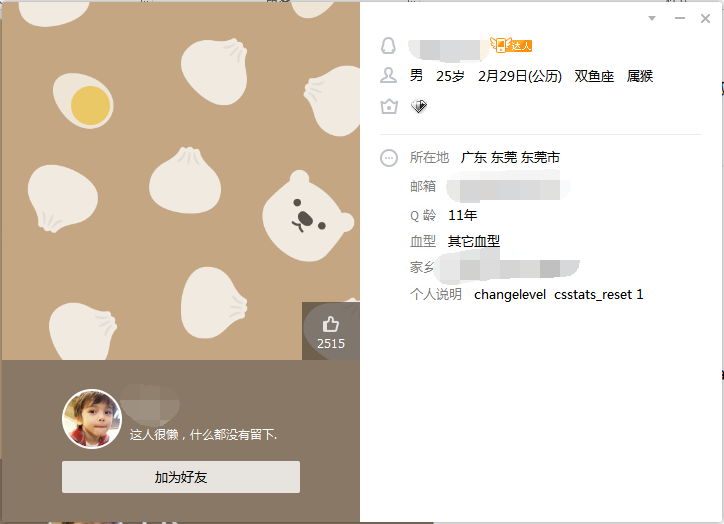 达人
男 25岁 2月29日(公历) 双鱼座 属猴
所在地 广东 东莞 东莞市
邮箱
Q 龄 11年
血型 其它血型
家乡
个人说明 changelevel csstats_reset 1
2515
这人很懒，什么都没有留下.
加为好友